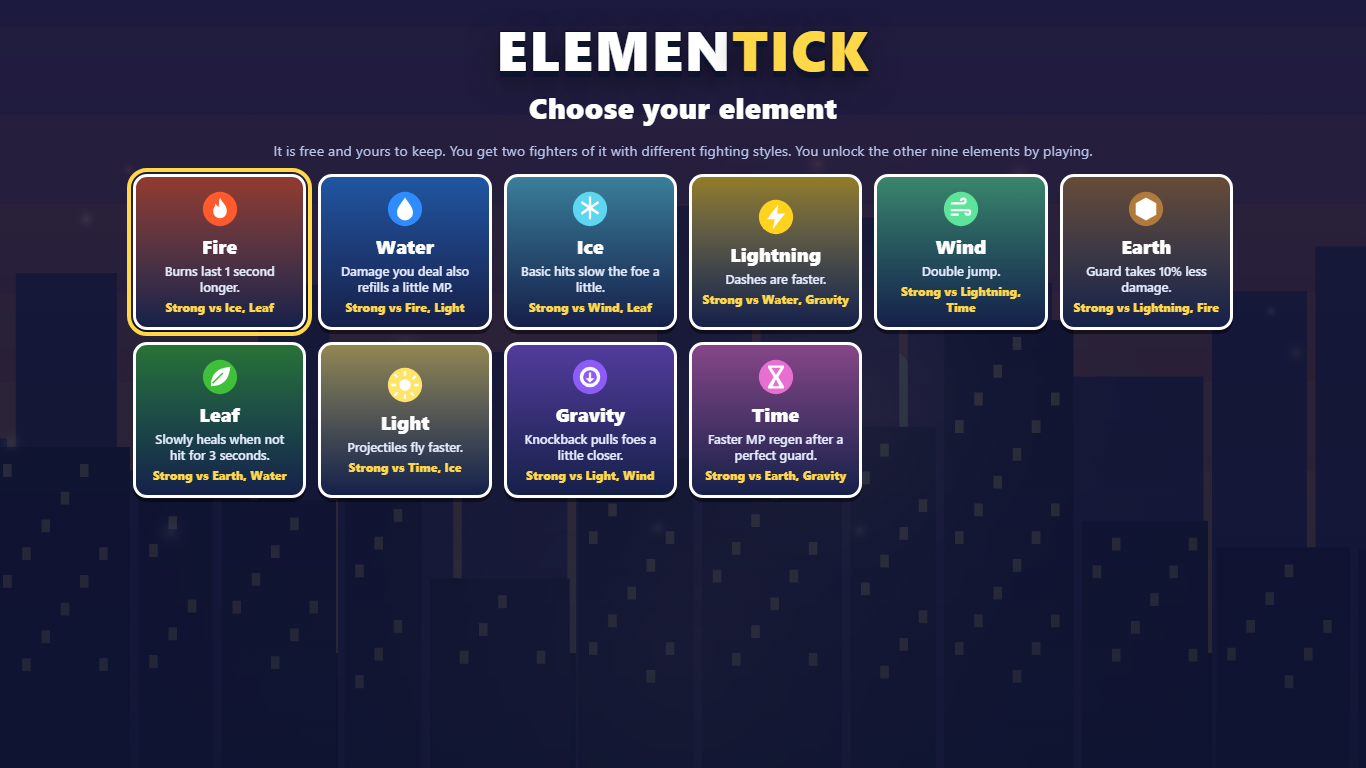 ELEMENTICK
Choose your element
It is free and yours to keep. You get two fighters of it with different fighting styles. You unlock the other nine elements by playing.
Fire
Burns last 1 second
longer.
Strong vs Ice, Leaf
Water
Damage you deal also
refills a little MP.
Strong vs Fire, Light
Ice
Basic hits slow the foe a
little.
Strong vs Wind, Leaf
Lightning
Dashes are faster.
Strong vs Water, Gravity
Wind
Double jump.
Strong vs Lightning,
Time
Earth
Guard takes 10% less
damage.
Strong vs Lightning, Fire
Leaf
Slowly heals when not
hit for 3 seconds.
Strong vs Earth, Water
Light
Projectiles fly faster.
Strong vs Time, Ice
Gravity
Knockback pulls foes a
little closer.
Strong vs Light, Wind
Time
Faster MP regen after a
perfect guard.
Strong vs Earth, Gravity